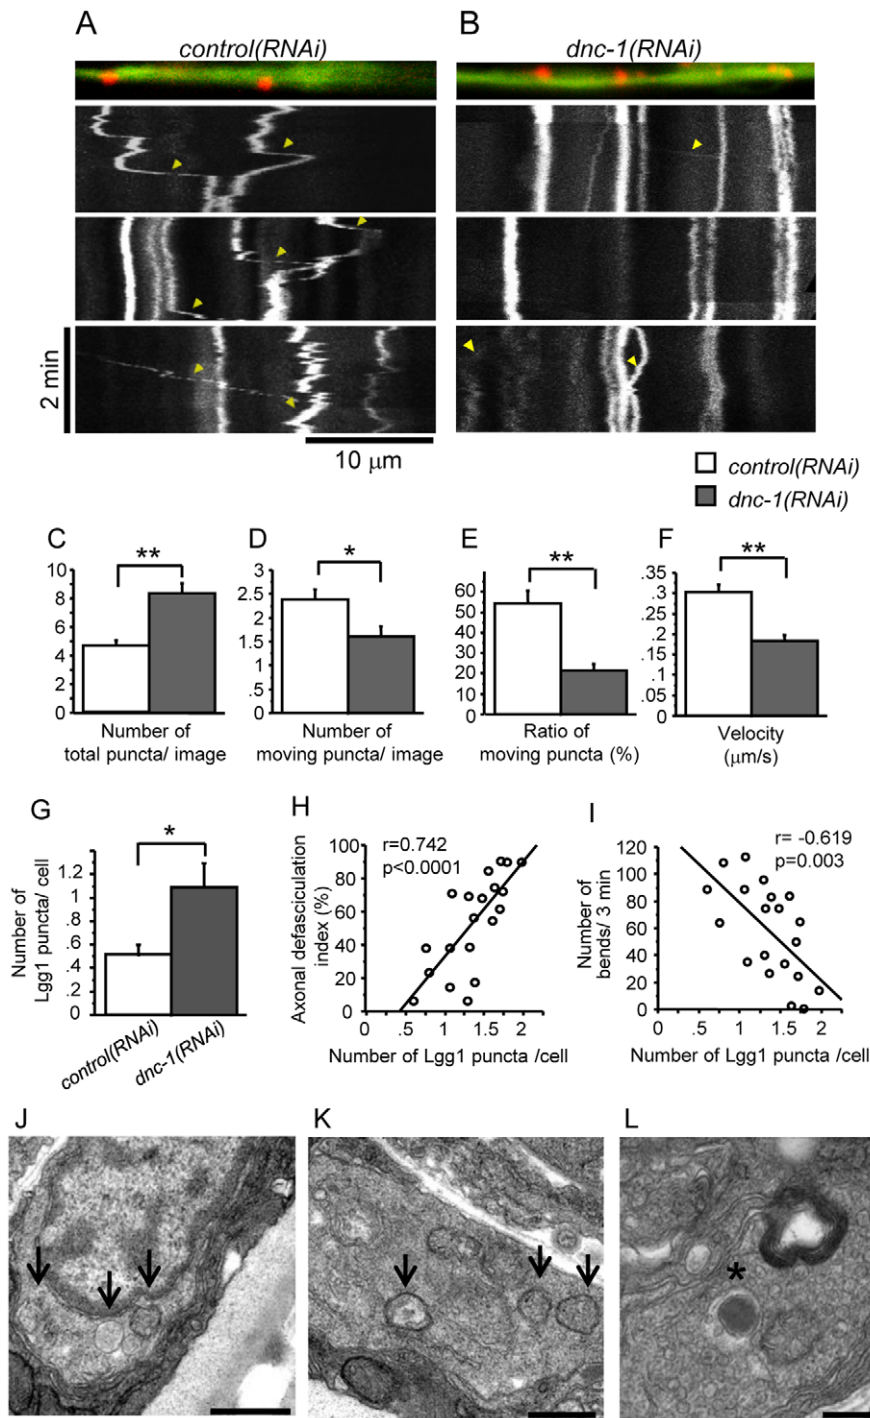 A
B
control(RNAi)
dnc-1(RNAi)
2 min
10 μm
control(RNAi)
dnc-1(RNAi)
C
**
10
8
6
4
2
0
Number of
total puncta/ image
D
*
2.5
2
1.5
1
.5
0
Number of
moving puncta/ image
E
**
60
50
40
30
20
10
0
Ratio of
moving puncta (%)
F
**
.35
.3
.25
.2
.15
.1
.05
0
Velocity
(μm/s)
G
*
Number of
Lgg1 puncta/ cell
1.2
1
.8
.6
.4
.2
0
control(RNAi)
dnc-1(RNAi)
H
r=0.742
p<0.0001
Axonal defasciculation
index (%)
100
80
60
40
20
0
0 .5 1 1.5 2
Number of Lgg1 puncta /cell
I
r= -0.619
p=0.003
Number of
bends/ 3 min
120
100
80
60
40
20
0
0 .5 1 1.5 2
Number of Lgg1 puncta /cell
J
K
L
*